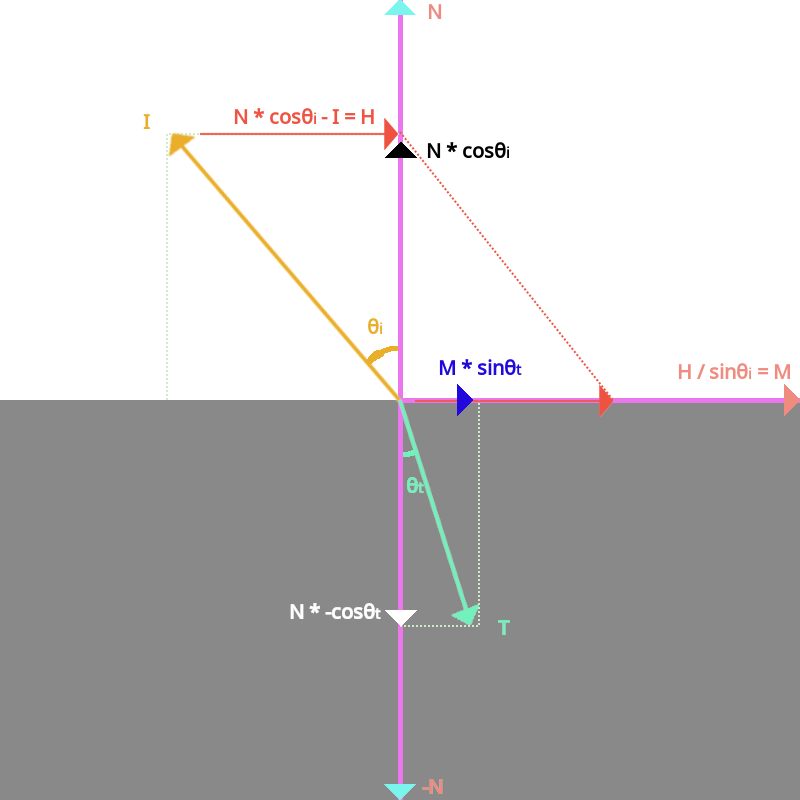 N
N * cosθi - I = H
I
N * cosθi
θi
M * sinθt
H / sinθi = M
θt
N * -cosθt
T
-N